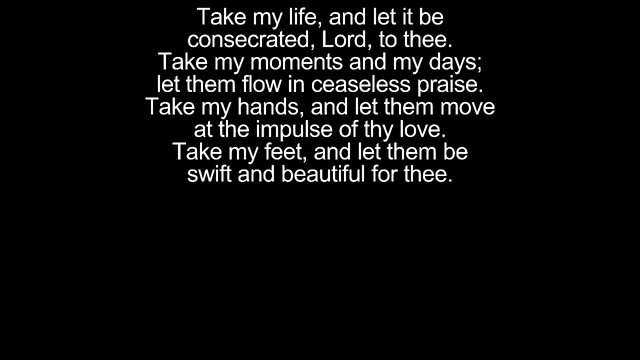 Take my life, and let it be
consecrated, Lord, to thee.
Take my moments and my days;
let them flow in ceaseless praise.
Take my hands, and let them move
at the impulse of thy love.
Take my feet, and let them be
swift and beautiful for thee.